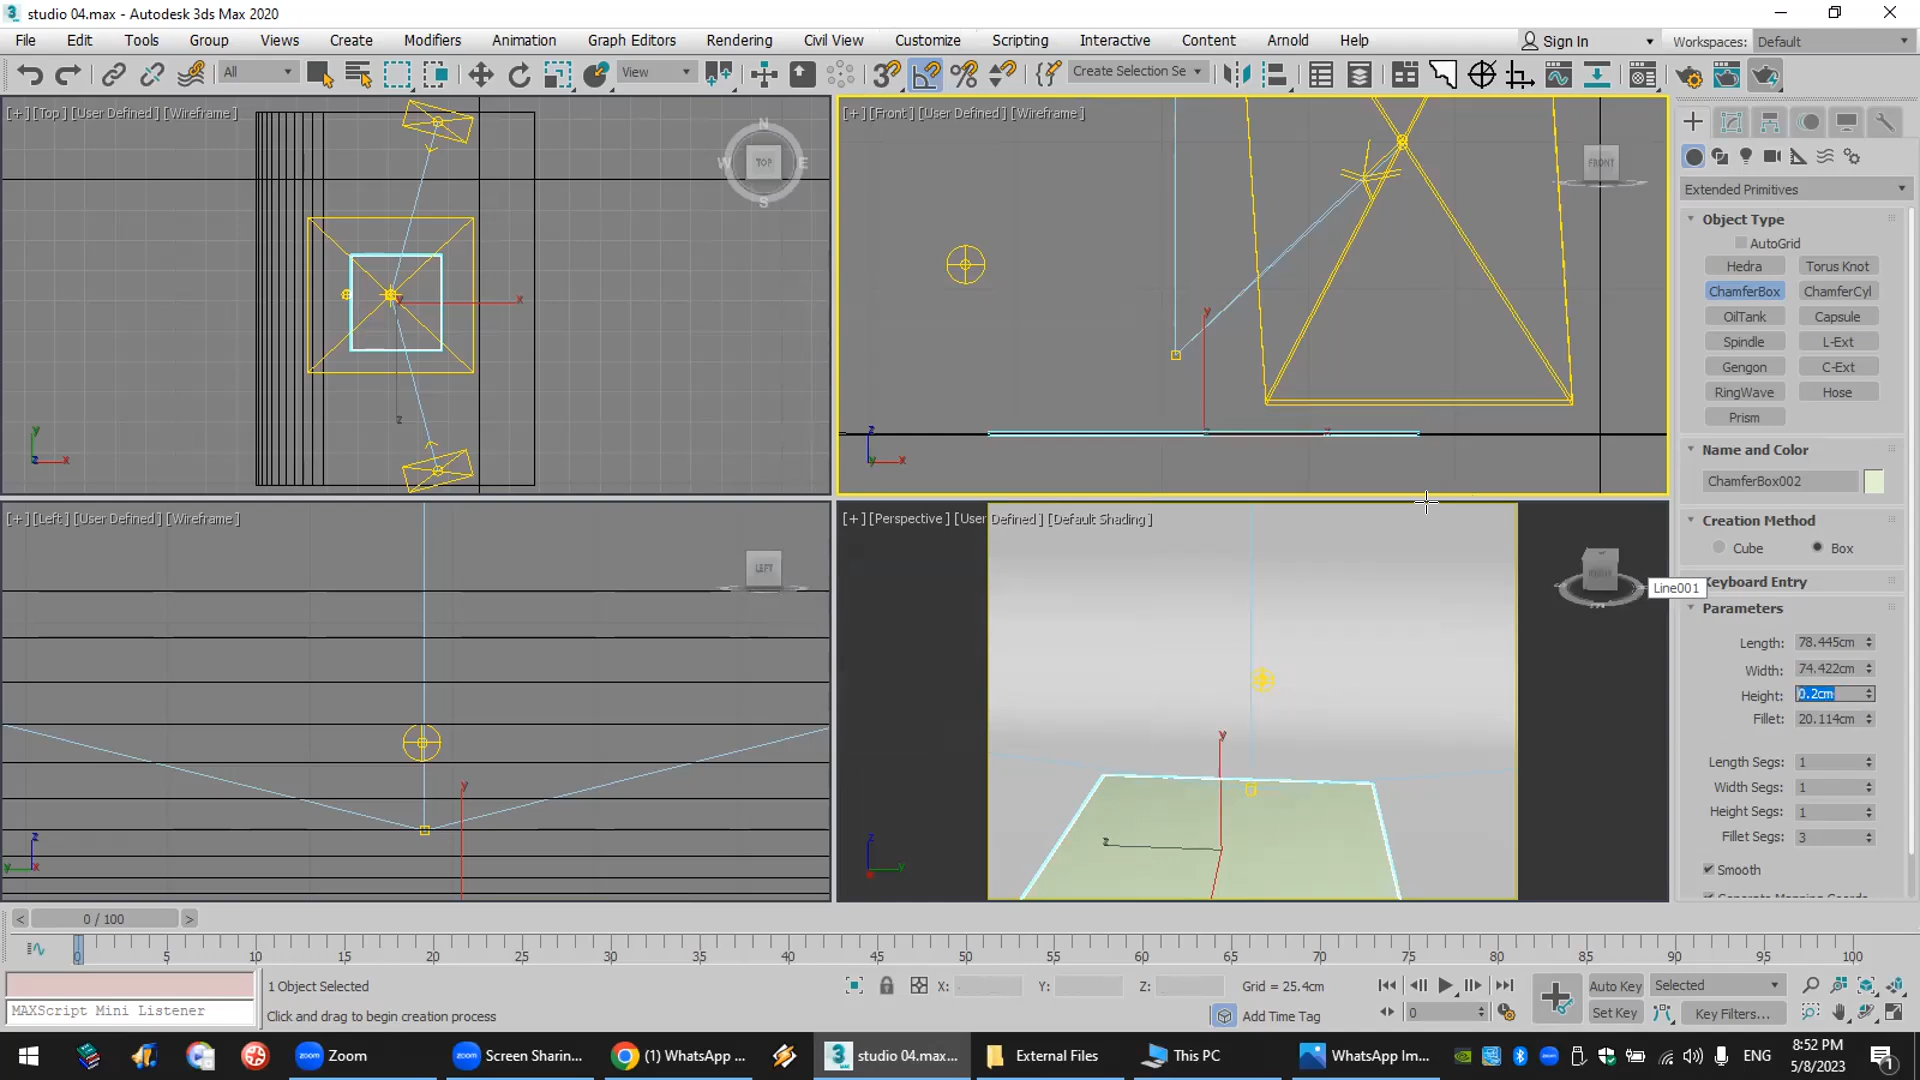 studio 04.max - Autodesk 3ds Max 2020
File Edit Tools Group Views Create Modifiers Animation Graph Editors Rendering Civil View Customize Scripting Interactive Content Arnold Help Sign In Workspaces: Default
All View Create Selection Se
[+] [Top] [User Defined] [Wireframe]
N
W TOP E
S
y
z x
x
z
[+] [Front] [User Defined] [Wireframe]
FRONT
y
z
x
[+] [Left] [User Defined] [Wireframe]
LEFT
y
z
y x
[+] [Perspective] [User Defined] [Default Shading]
Line001
y
z
z
y
Extended Primitives
Object Type
AutoGrid
Hedra Torus Knot
ChamferBox ChamferCyl
OilTank Capsule
Spindle L-Ext
Gengon C-Ext
RingWave Hose
Prism
Name and Color
ChamferBox002
Creation Method
Cube Box
Keyboard Entry
Parameters
Length: 78.445cm
Width: 74.422cm
Height: 0.2cm
Fillet: 20.114cm
Length Segs: 1
Width Segs: 1
Height Segs: 1
Fillet Segs: 3
Smooth
Generate Mapping Coords
< 0 / 100 >
0 5 10 15 20 25 30 35 40 45 50 55 60 65 70 75 80 85 90 95 100
1 Object Selected X: Y: Z: Grid = 25.4cm Auto Key Selected
MAXScript Mini Listener Click and drag to begin creation process Add Time Tag 0 Set Key Key Filters...
Zoom Screen Sharin... (1) WhatsApp ... studio 04.max... External Files This PC WhatsApp Im... ENG 8:52 PM
5/8/2023
1